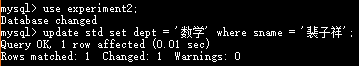 mysql> use experiment2;
Database changed
mysql> update std set dept ='数学' where sname ='裴子祥';
Query OK, 1 row affected (0.01 sec)
Rows matched: 1  Changed: 1  Warnings: 0